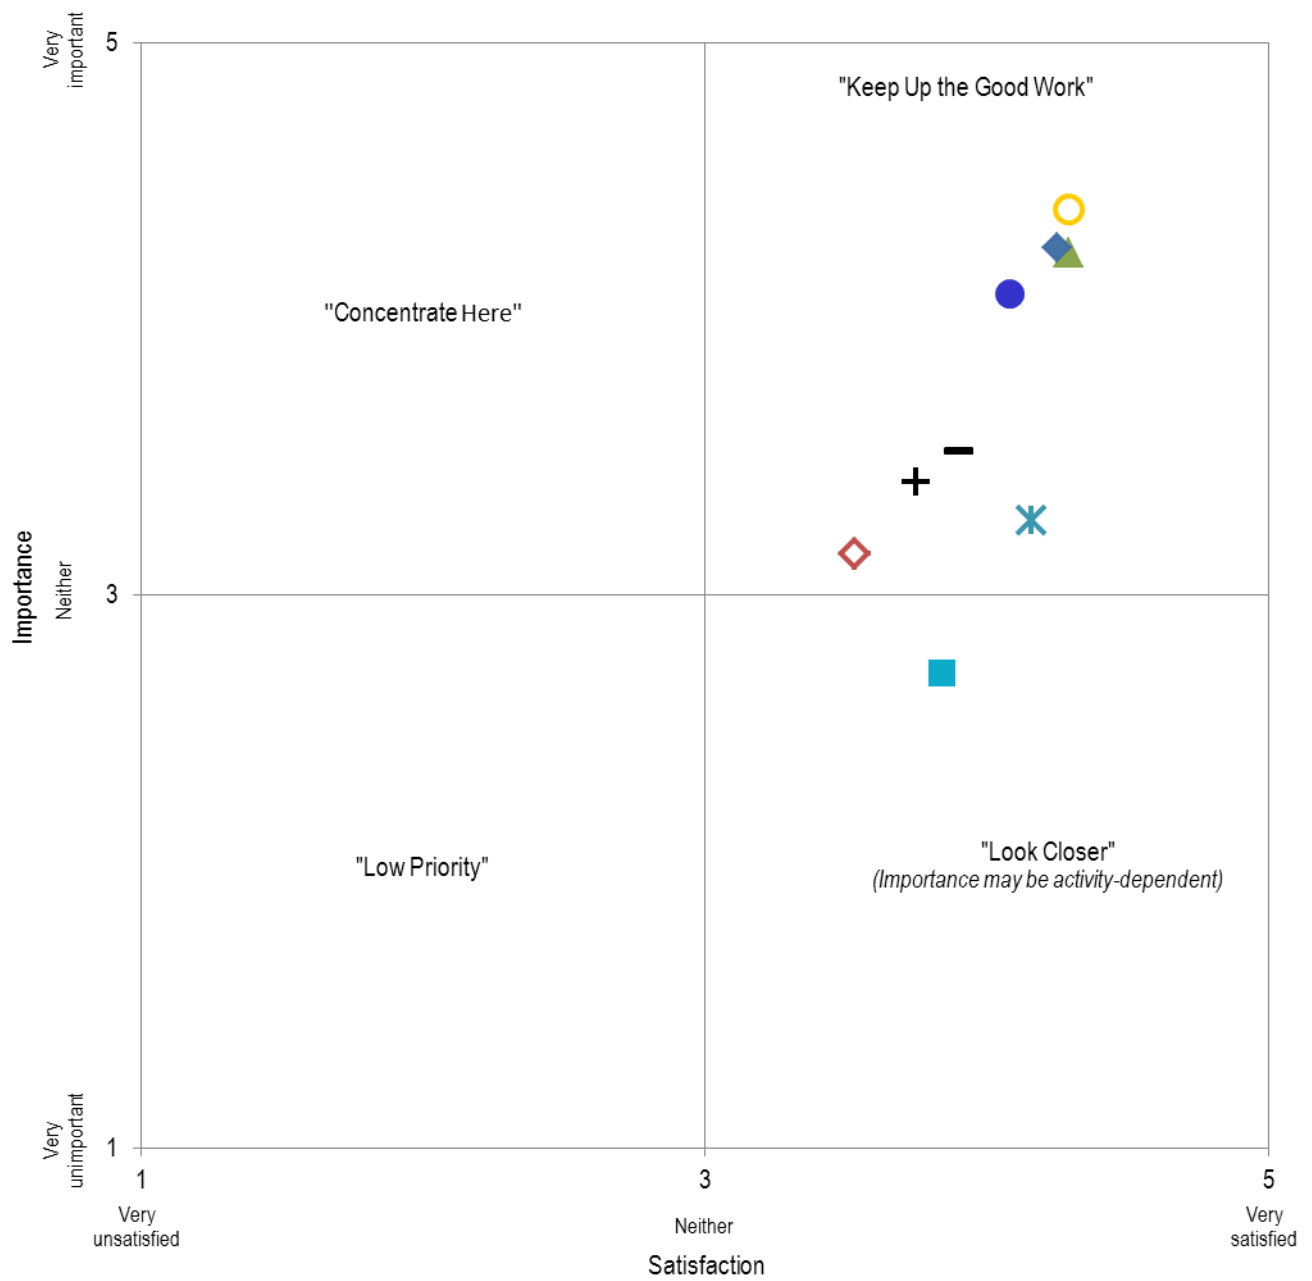 Very
important
5
"Keep Up the Good Work"
"Concentrate Here"
Importance
Neither
3
"Low Priority"
"Look Closer"
(Importance may be activity-dependent)
Very
unimportant
1
1
3
5
Very
unsatisfied
Neither
Very
satisfied
Satisfaction